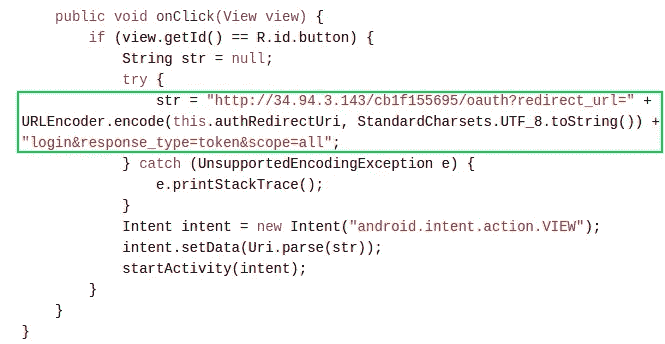 public void onClick(View view) {
if (view.getId() == R.id.button) {
String str = null;
try {
str = "http://34.94.3.143/cb1f155695/oauth?redirect_url=" +
URLEncoder.encode(this.authRedirectUri, StandardCharsets.UTF_8.toString()) +
"login&response_type=token&scope=all";
} catch (UnsupportedEncodingException e) {
e.printStackTrace();
}
Intent intent = new Intent("android.intent.action.VIEW");
intent.setData(Uri.parse(str));
startActivity(intent);
}
}
}